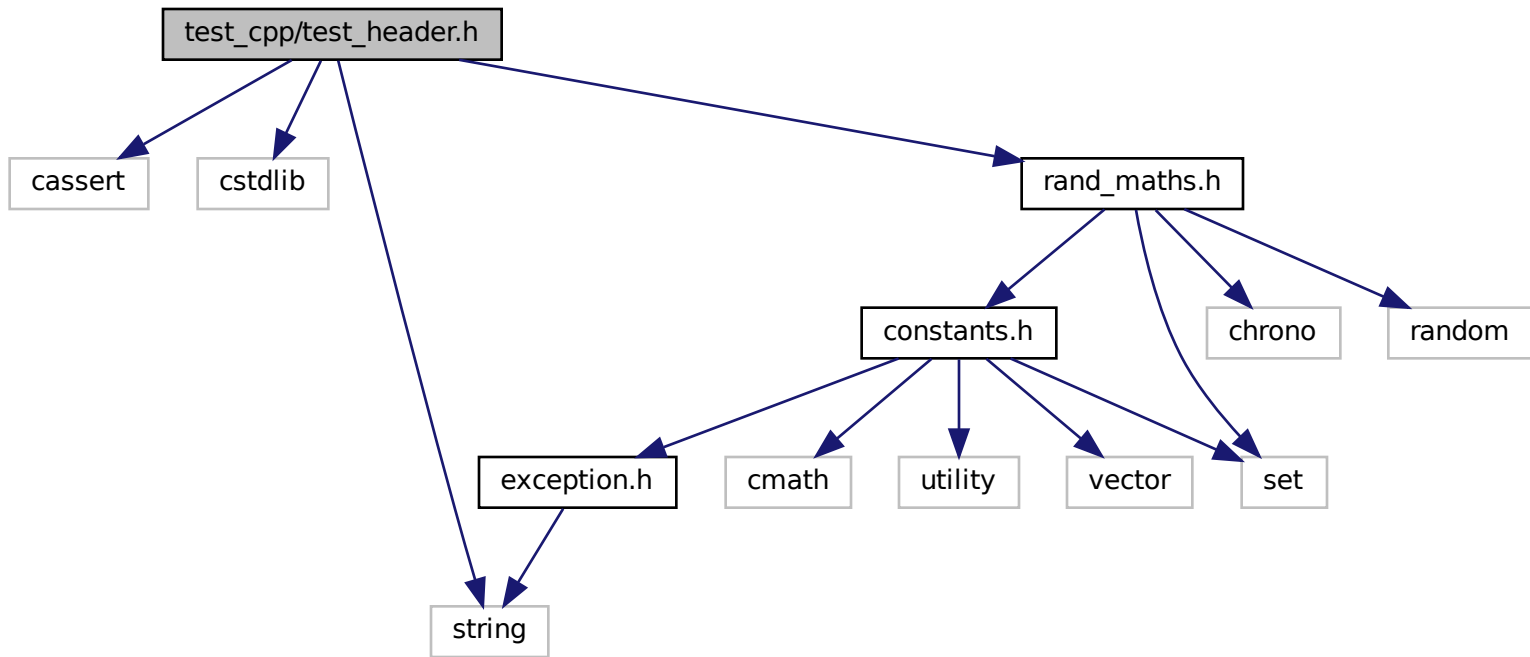 test_cpp/test_header.h
cassert
cstdlib
rand_maths.h
constants.h
chrono
random
exception.h
cmath
utility
vector
set
string